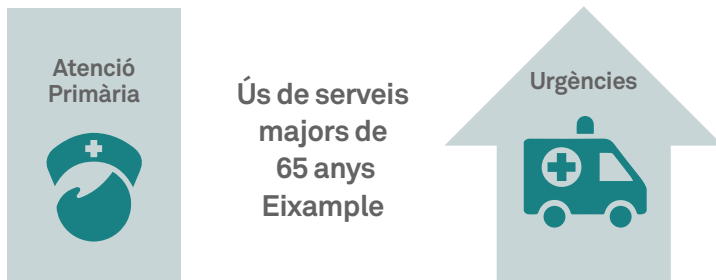 Atenció
Primària
Ús de serveis
majors de
65 anys
Eixample
Urgències